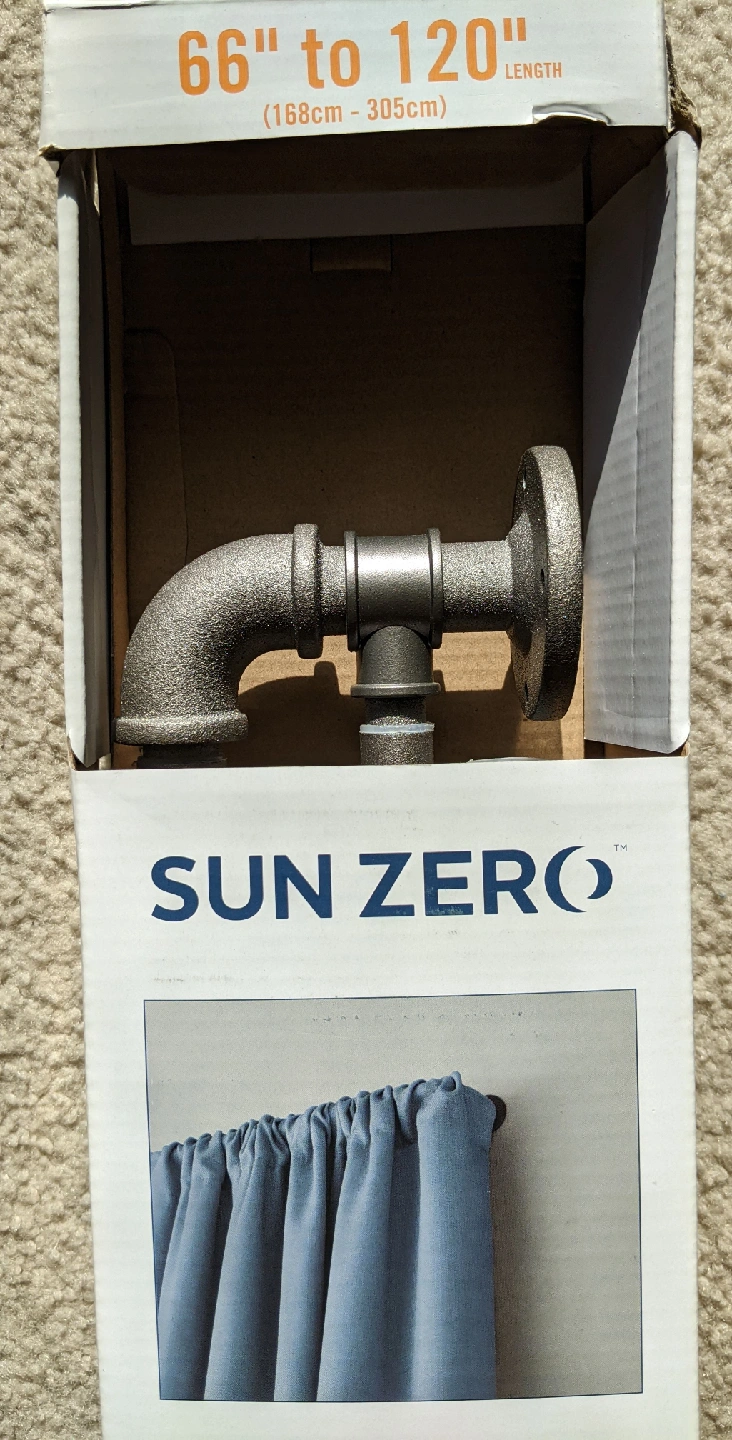 66" to 120" LENGTH
(168cm - 305cm)
SUN ZERO™